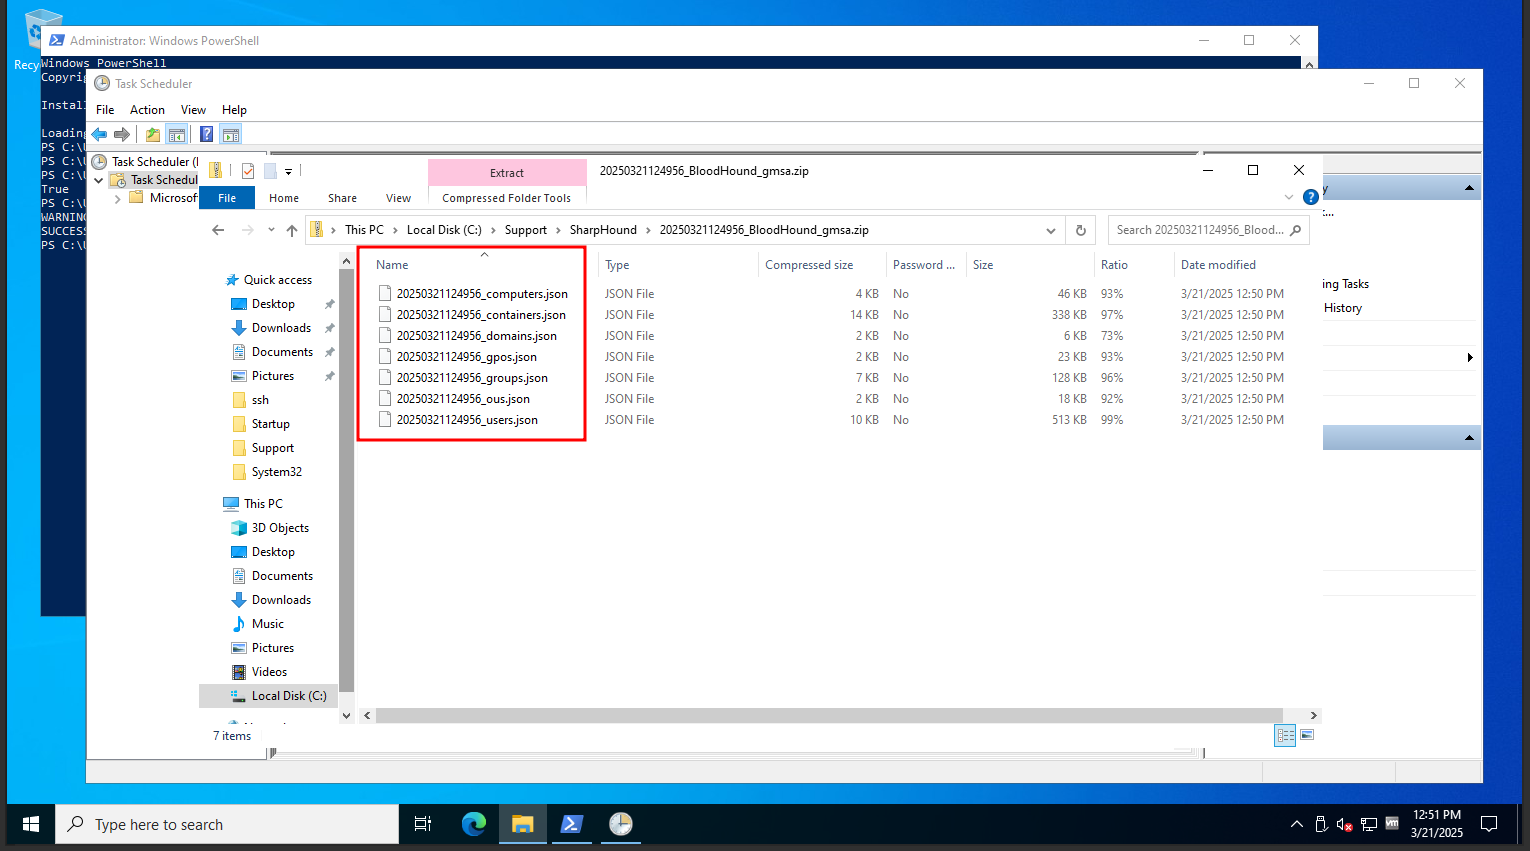 Recy
Administrator: Windows PowerShell
Windows PowerShell
Copyri
Install
Loading
PS C:\U
PS C:\U
True
PS C:\U
WARNING
SUCCESS
PS C:\U
Task Scheduler
File Action View Help
Task Scheduler (
Task Schedul
Microsof
Extract
20250321124956_BloodHound_gmsa.zip
File Home Share View Compressed Folder Tools
This PC > Local Disk (C:) > Support > SharpHound > 20250321124956_BloodHound_gmsa.zip
Search 20250321124956_Blood...
Quick access
Desktop
Downloads
Documents
Pictures
ssh
Startup
Support
System32
This PC
3D Objects
Desktop
Documents
Downloads
Music
Pictures
Videos
Local Disk (C:)
Name Type Compressed size Password ... Size Ratio Date modified
20250321124956_computers.json JSON File 4 KB No 46 KB 93% 3/21/2025 12:50 PM
20250321124956_containers.json JSON File 14 KB No 338 KB 97% 3/21/2025 12:50 PM
20250321124956_domains.json JSON File 2 KB No 6 KB 73% 3/21/2025 12:50 PM
20250321124956_gpos.json JSON File 2 KB No 23 KB 93% 3/21/2025 12:50 PM
20250321124956_groups.json JSON File 7 KB No 128 KB 96% 3/21/2025 12:50 PM
20250321124956_ous.json JSON File 2 KB No 18 KB 92% 3/21/2025 12:50 PM
20250321124956_users.json JSON File 10 KB No 513 KB 99% 3/21/2025 12:50 PM
7 items
y
...
ing Tasks
History
Type here to search
vm
12:51 PM
3/21/2025